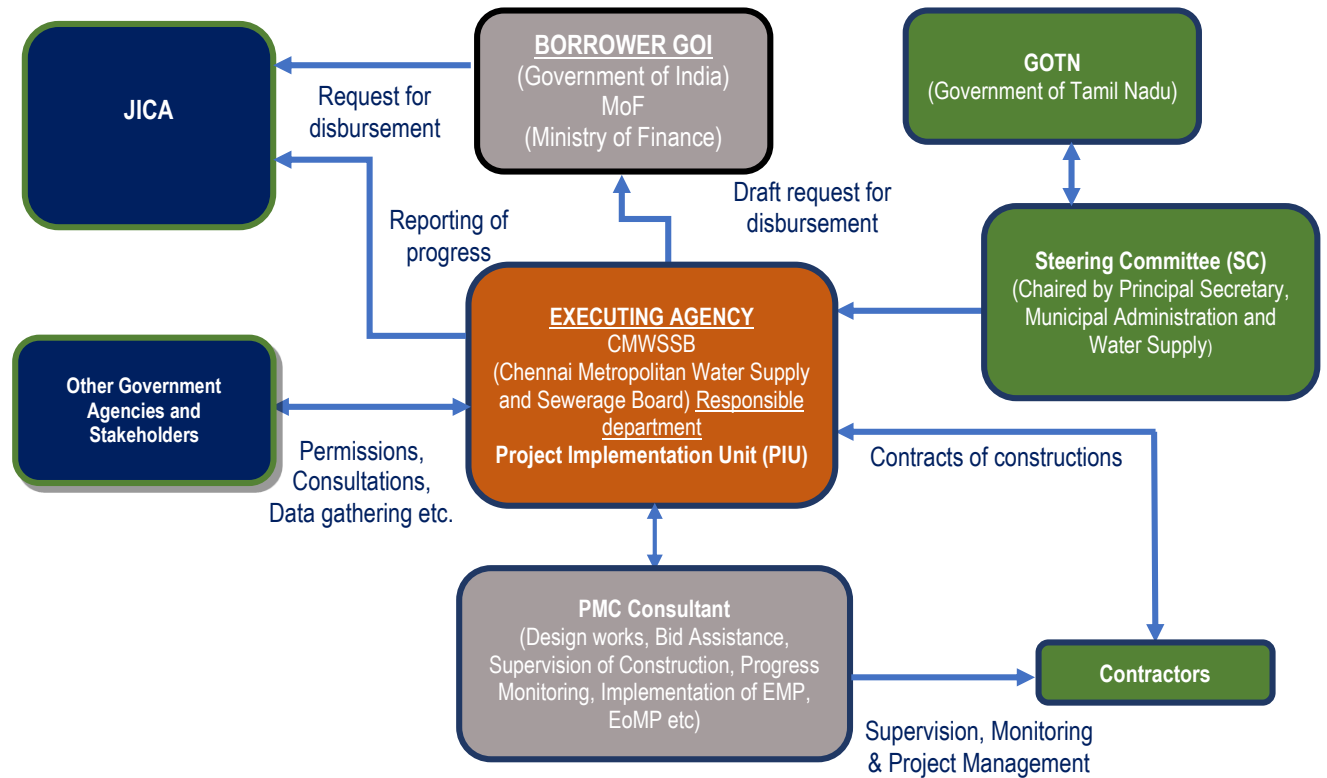 JICA
Request for
disbursement
BORROWER GOI
(Government of India)
MoF
(Ministry of Finance)
GOTN
(Government of Tamil Nadu)
Reporting of
progress
Draft request for
disbursement
Steering Committee (SC)
(Chaired by Principal Secretary,
Municipal Administration and
Water Supply)
EXECUTING AGENCY
CMWSSB
(Chennai Metropolitan Water Supply
and Sewerage Board) Responsible
department
Project Implementation Unit (PIU)
Other Government
Agencies and
Stakeholders
Permissions,
Consultations,
Data gathering etc.
Contracts of constructions
PMC Consultant
(Design works, Bid Assistance,
Supervision of Construction, Progress
Monitoring, Implementation of EMP,
EoMP etc)
Contractors
Supervision, Monitoring
& Project Management